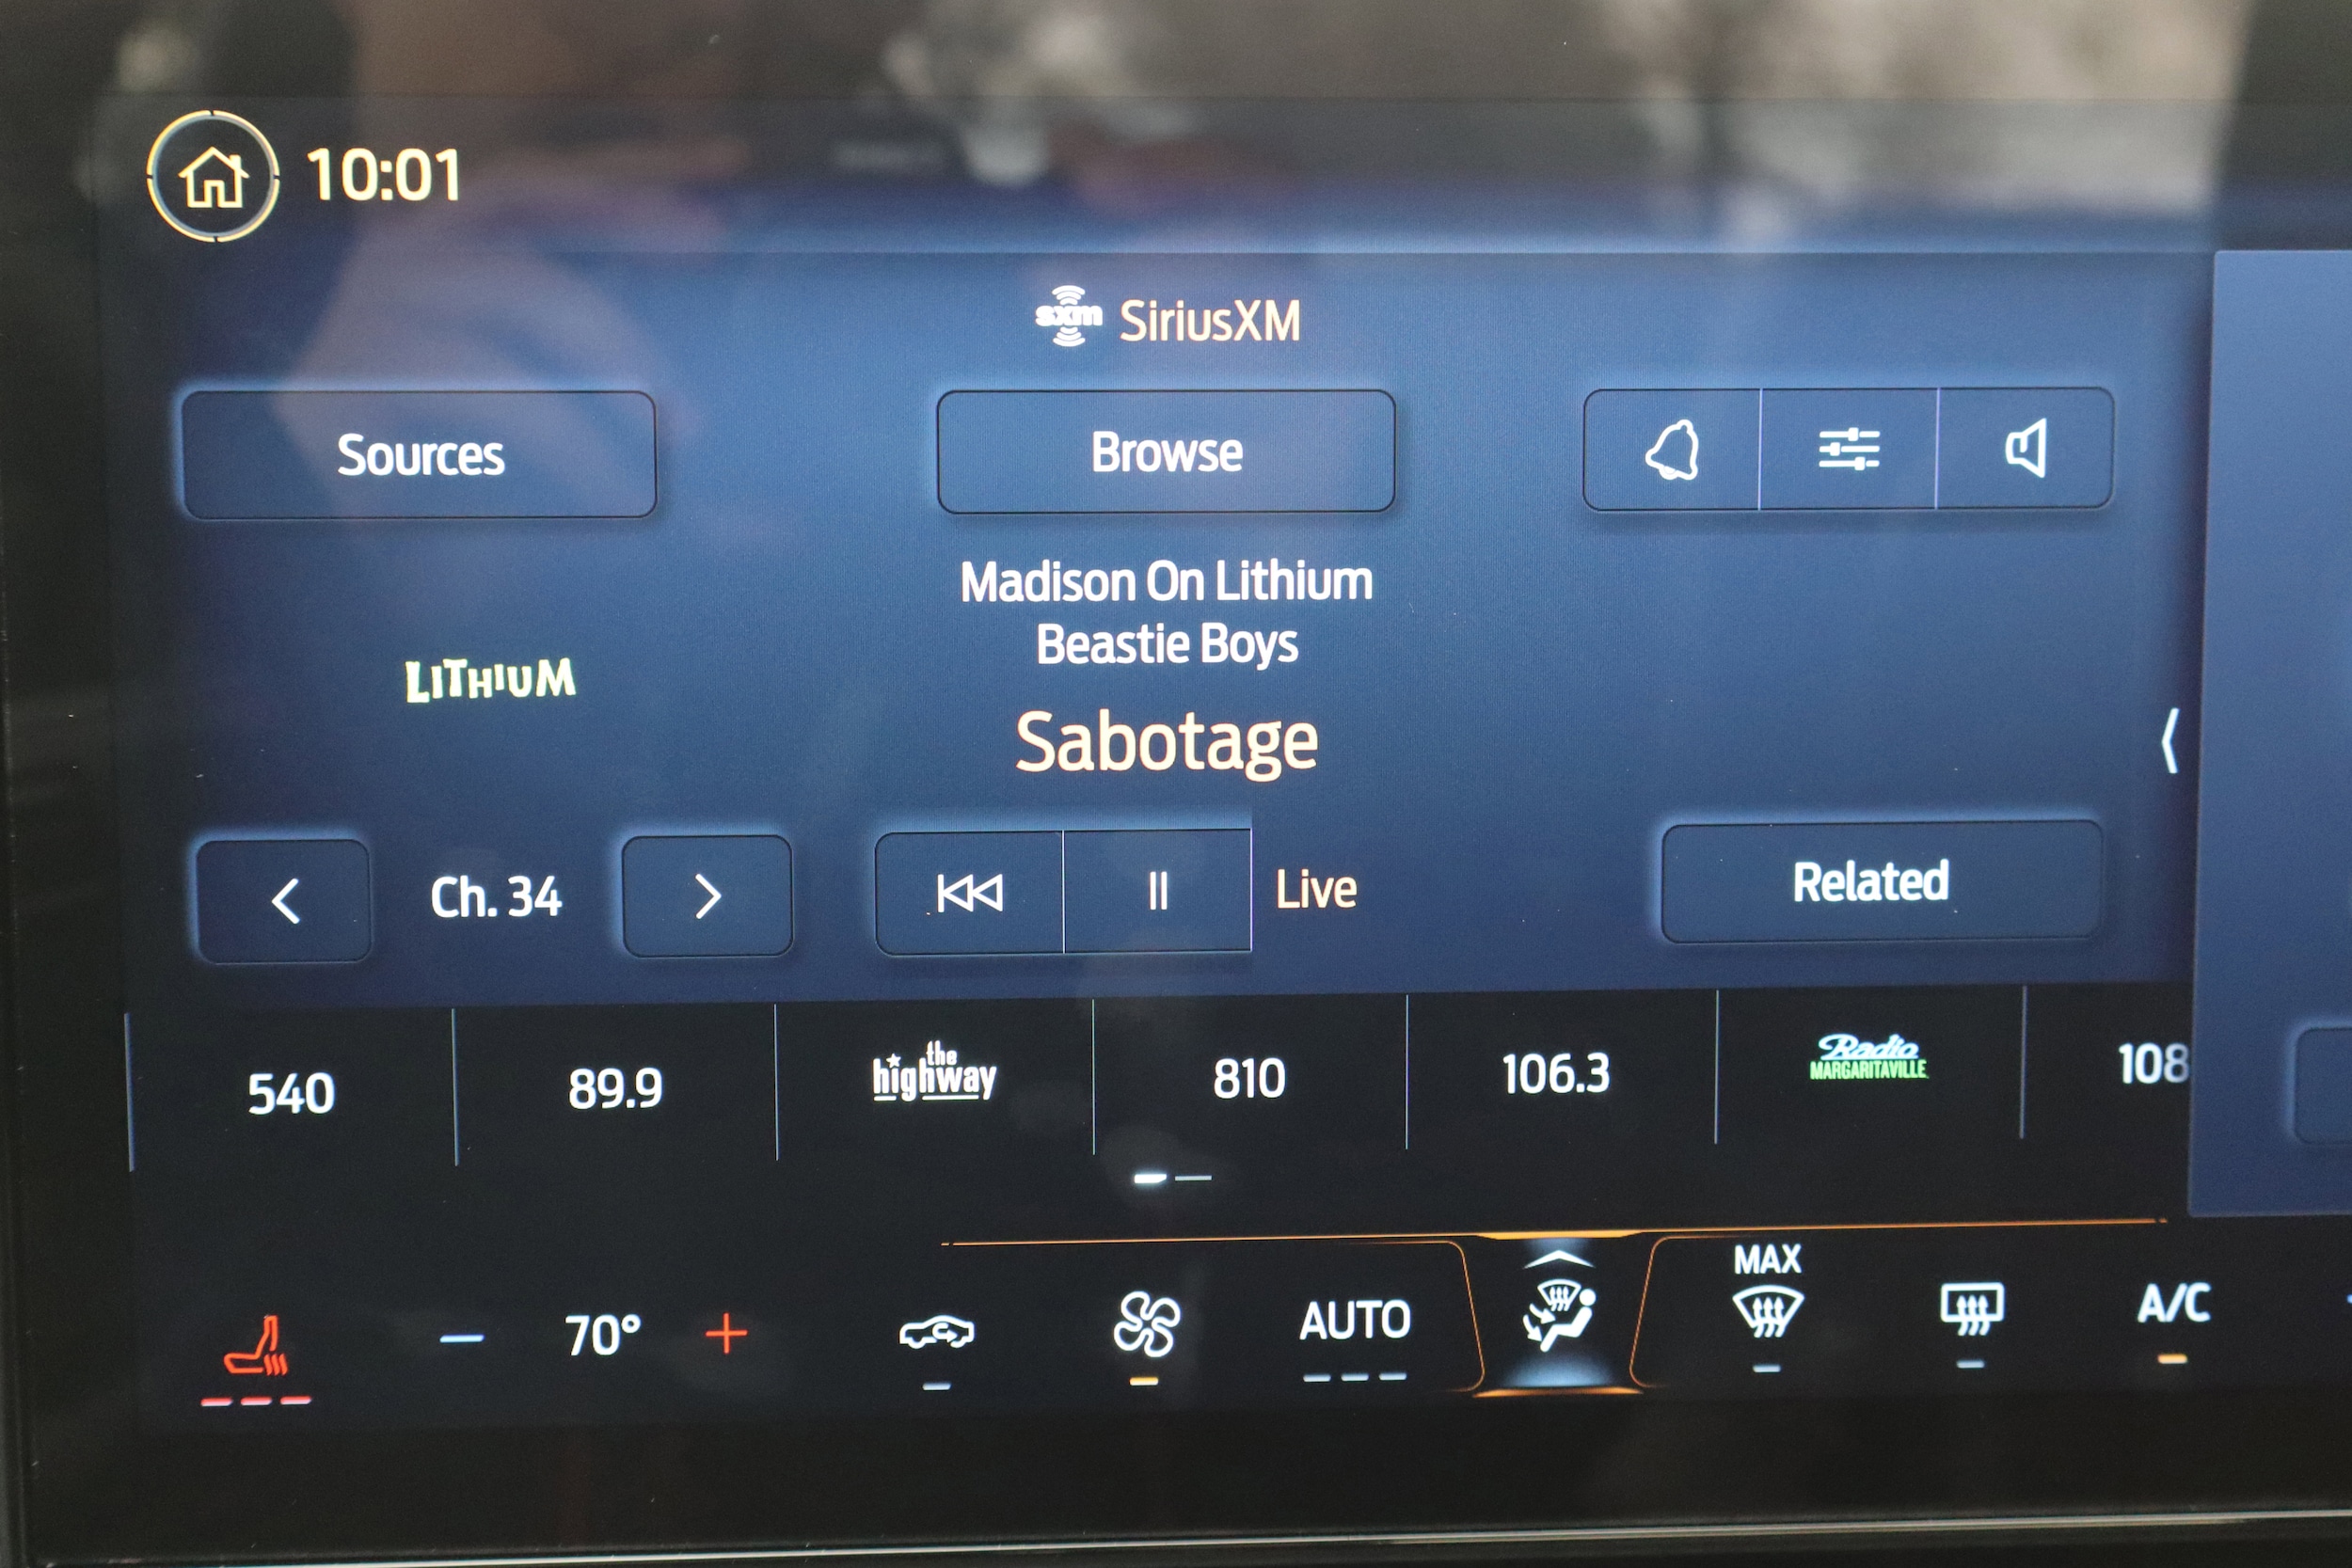 10:01
sxm SiriusXM
Sources
Browse
Madison On Lithium
Beastie Boys
LITHIUM
Sabotage
Ch. 34
Live
Related
540
89.9
the highway
810
106.3
Radio
MARGARITAVILLE
108
70°
AUTO
MAX
A/C